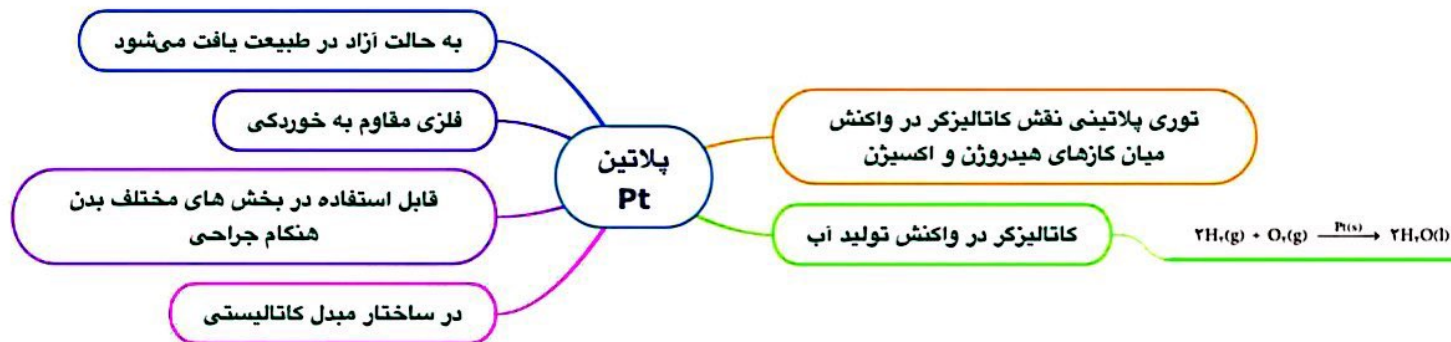 پلاتین
Pt
توری پلاتینی نقش کاتالیزگر در واکنش
میان گازهای هیدروژن و اکسیژن
کاتالیزگر در واکنش تولید آب
۲H۲(g) + O۲(g) —Pt(s)→ ۲H۲O(l)
به حالت آزاد در طبیعت یافت می‌شود
فلزی مقاوم به خوردگی
قابل استفاده در بخش های مختلف بدن
هنگام جراحی
در ساختار مبدل کاتالیستی